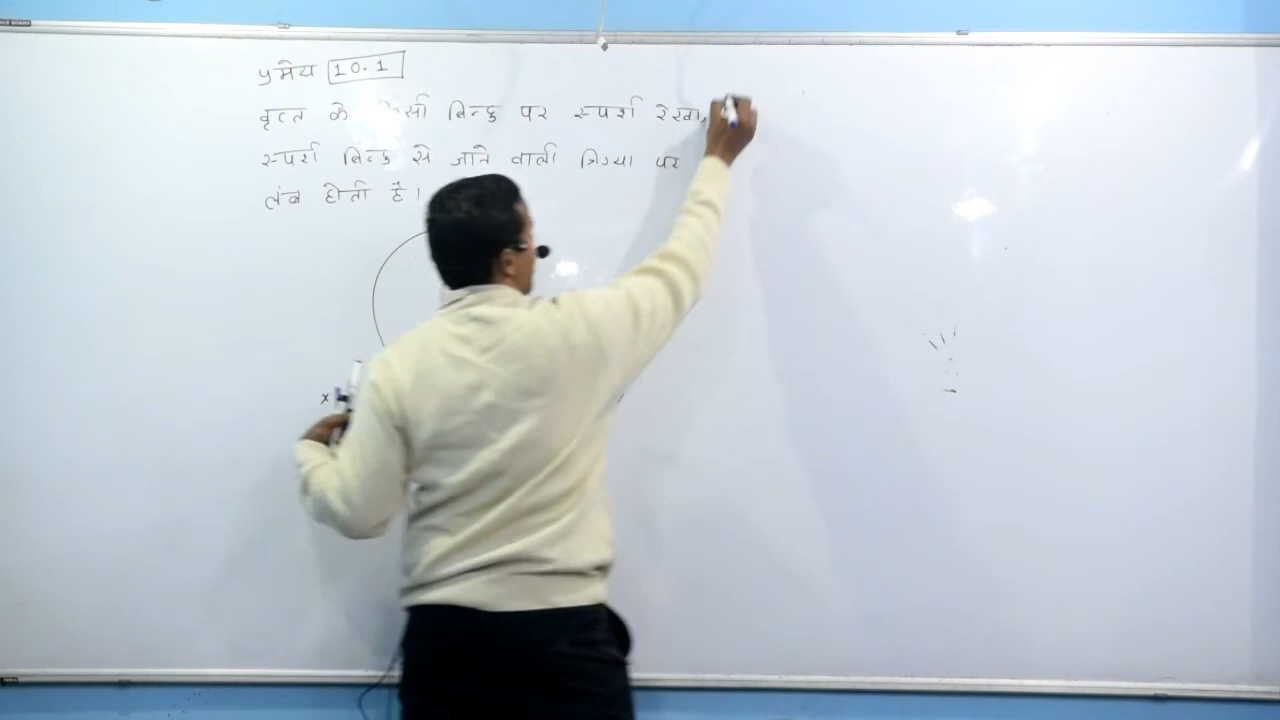 प्रमेय 10.1
वृत्त के किसी बिन्दु पर स्पर्श रेखा,
स्पर्श बिन्दु से जाने वाली त्रिज्या पर
लंब होती है।
x